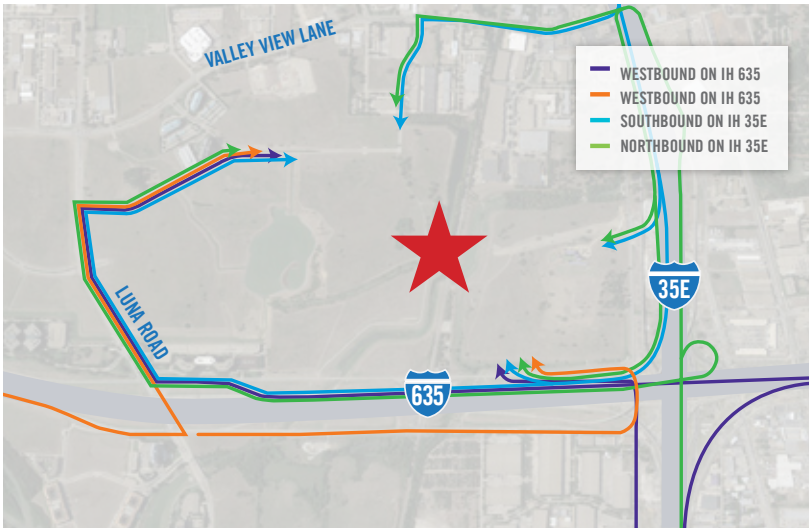 VALLEY VIEW LANE
WESTBOUND ON IH 635
WESTBOUND ON IH 635
SOUTHBOUND ON IH 35E
NORTHBOUND ON IH 35E
35E
LUNA ROAD
635